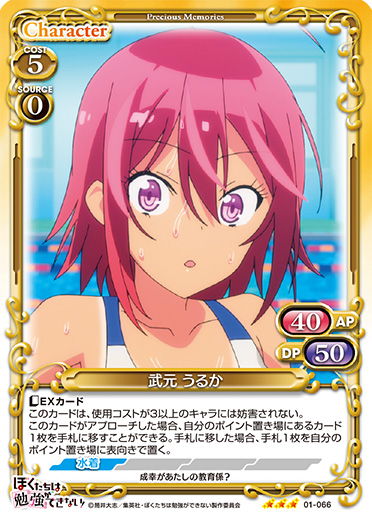 Precious Memories
Character
COST
5
SOURCE
0
40 AP
DP 50
武元 うるか
EXカード
このカードは、使用コストが3以上のキャラには妨害されない。
このカードがアプローチした場合、自分のポイント置き場にあるカード
1枚を手札に移すことができる。手札に移した場合、手札1枚を自分の
ポイント置き場に表向きで置く。
水着
成幸があたしの教育係?
ぼくたちは勉強ができない
©筒井大志/集英社・ぼくたちは勉強ができない製作委員会
01-066